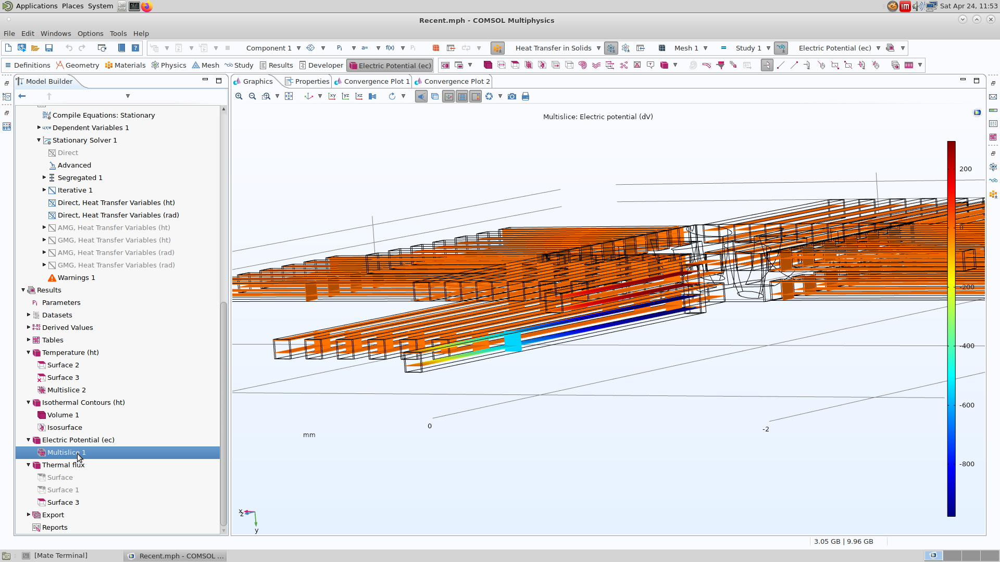 Applications Places System
Sat Apr 24, 11:53
Recent.mph - COMSOL Multiphysics
File Edit Windows Options Tools Help
Component 1
Pi
a=
f(x)
Pi
Heat Transfer in Solids
Mesh 1
Study 1
Electric Potential (ec)
Definitions Geometry Materials Physics Mesh Study Results Developer Electric Potential (ec)
Model Builder
Graphics Properties Convergence Plot 1 Convergence Plot 2
xy yz xz
Compile Equations: Stationary
Dependent Variables 1
Stationary Solver 1
Direct
Advanced
Segregated 1
Iterative 1
Direct, Heat Transfer Variables (ht)
Direct, Heat Transfer Variables (rad)
AMG, Heat Transfer Variables (ht)
GMG, Heat Transfer Variables (ht)
AMG, Heat Transfer Variables (rad)
GMG, Heat Transfer Variables (rad)
Warnings 1
Results
Pi Parameters
Datasets
8.85 e-12 Derived Values
Tables
Temperature (ht)
Surface 2
Surface 3
Multislice 2
Isothermal Contours (ht)
Volume 1
Isosurface
Electric Potential (ec)
Multislice 1
Thermal flux
Surface
Surface 1
Surface 3
Export
Reports
Multislice: Electric potential (dV)
200
0
-200
-400
-600
-800
0
-2
mm
x
z
y
3.05 GB | 9.96 GB
[Mate Terminal]
Recent.mph - COMSOL ...